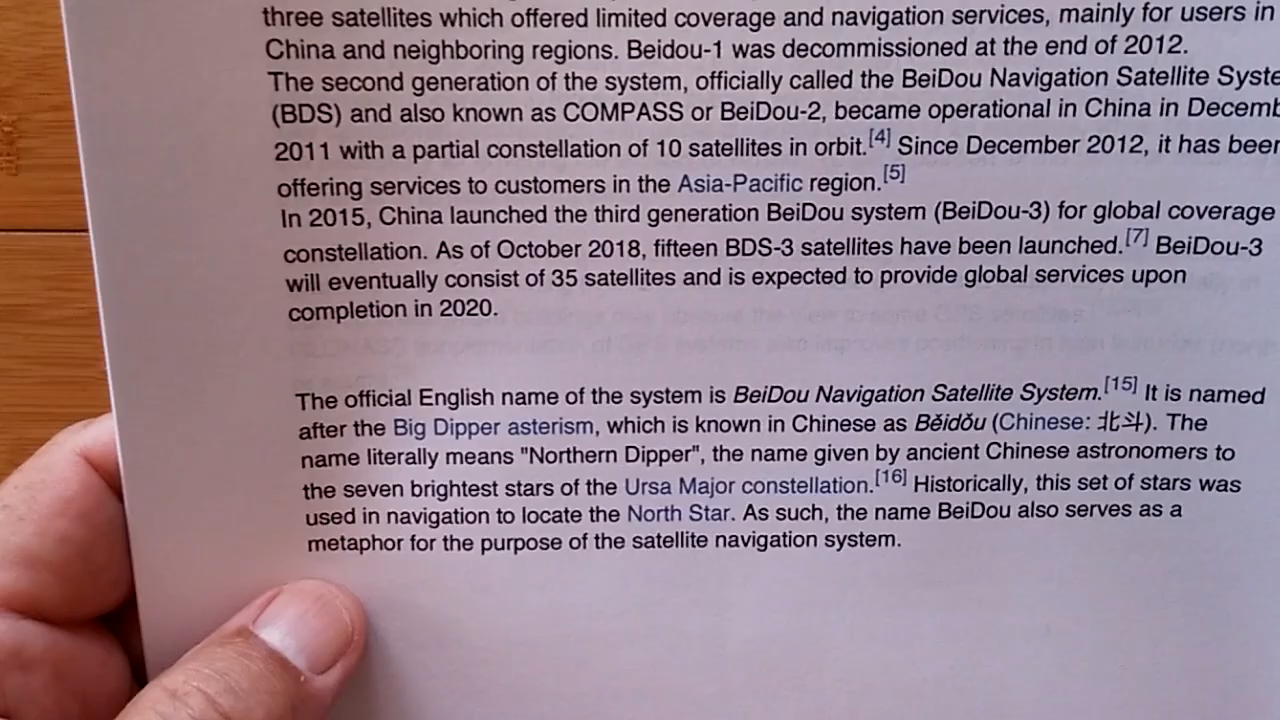 three satellites which offered limited coverage and navigation services, mainly for users in
China and neighboring regions. Beidou-1 was decommissioned at the end of 2012.
The second generation of the system, officially called the BeiDou Navigation Satellite Syste
(BDS) and also known as COMPASS or BeiDou-2, became operational in China in Decemb
2011 with a partial constellation of 10 satellites in orbit.[4] Since December 2012, it has been
offering services to customers in the Asia-Pacific region.[5]
In 2015, China launched the third generation BeiDou system (BeiDou-3) for global coverage
constellation. As of October 2018, fifteen BDS-3 satellites have been launched.[7] BeiDou-3
will eventually consist of 35 satellites and is expected to provide global services upon
completion in 2020.
The official English name of the system is BeiDou Navigation Satellite System.[15] It is named
after the Big Dipper asterism, which is known in Chinese as Běidǒu (Chinese: 北斗). The
name literally means "Northern Dipper", the name given by ancient Chinese astronomers to
the seven brightest stars of the Ursa Major constellation.[16] Historically, this set of stars was
used in navigation to locate the North Star. As such, the name BeiDou also serves as a
metaphor for the purpose of the satellite navigation system.